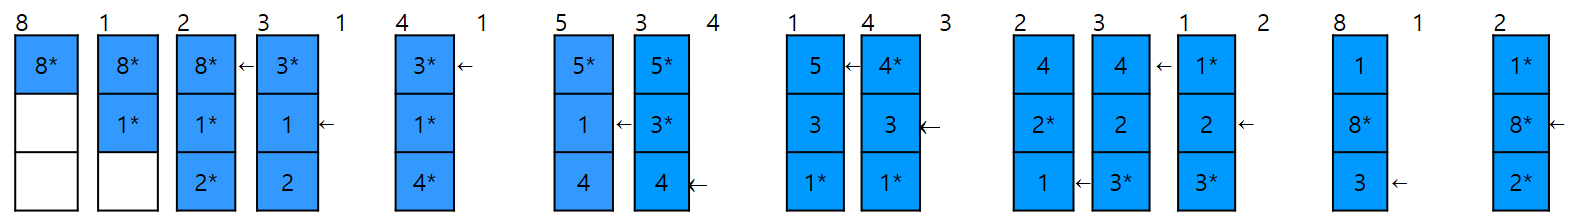 8 1 2 3 1 4 1 5 3 4 1 4 3 2 3 1 2 8 1 2
8* 8* 8* ← 3* 3* ← 5* 5* 5 ← 4* 4 4 ← 1* 1 1*
1* 1* 1 ← 1* 1 ← 3* 3 3 ← 2* 2 2 ← 8* 8* ←
2* 2 4* 4 4 ← 1* 1* 1 ← 3* 3* 3 ← 2*